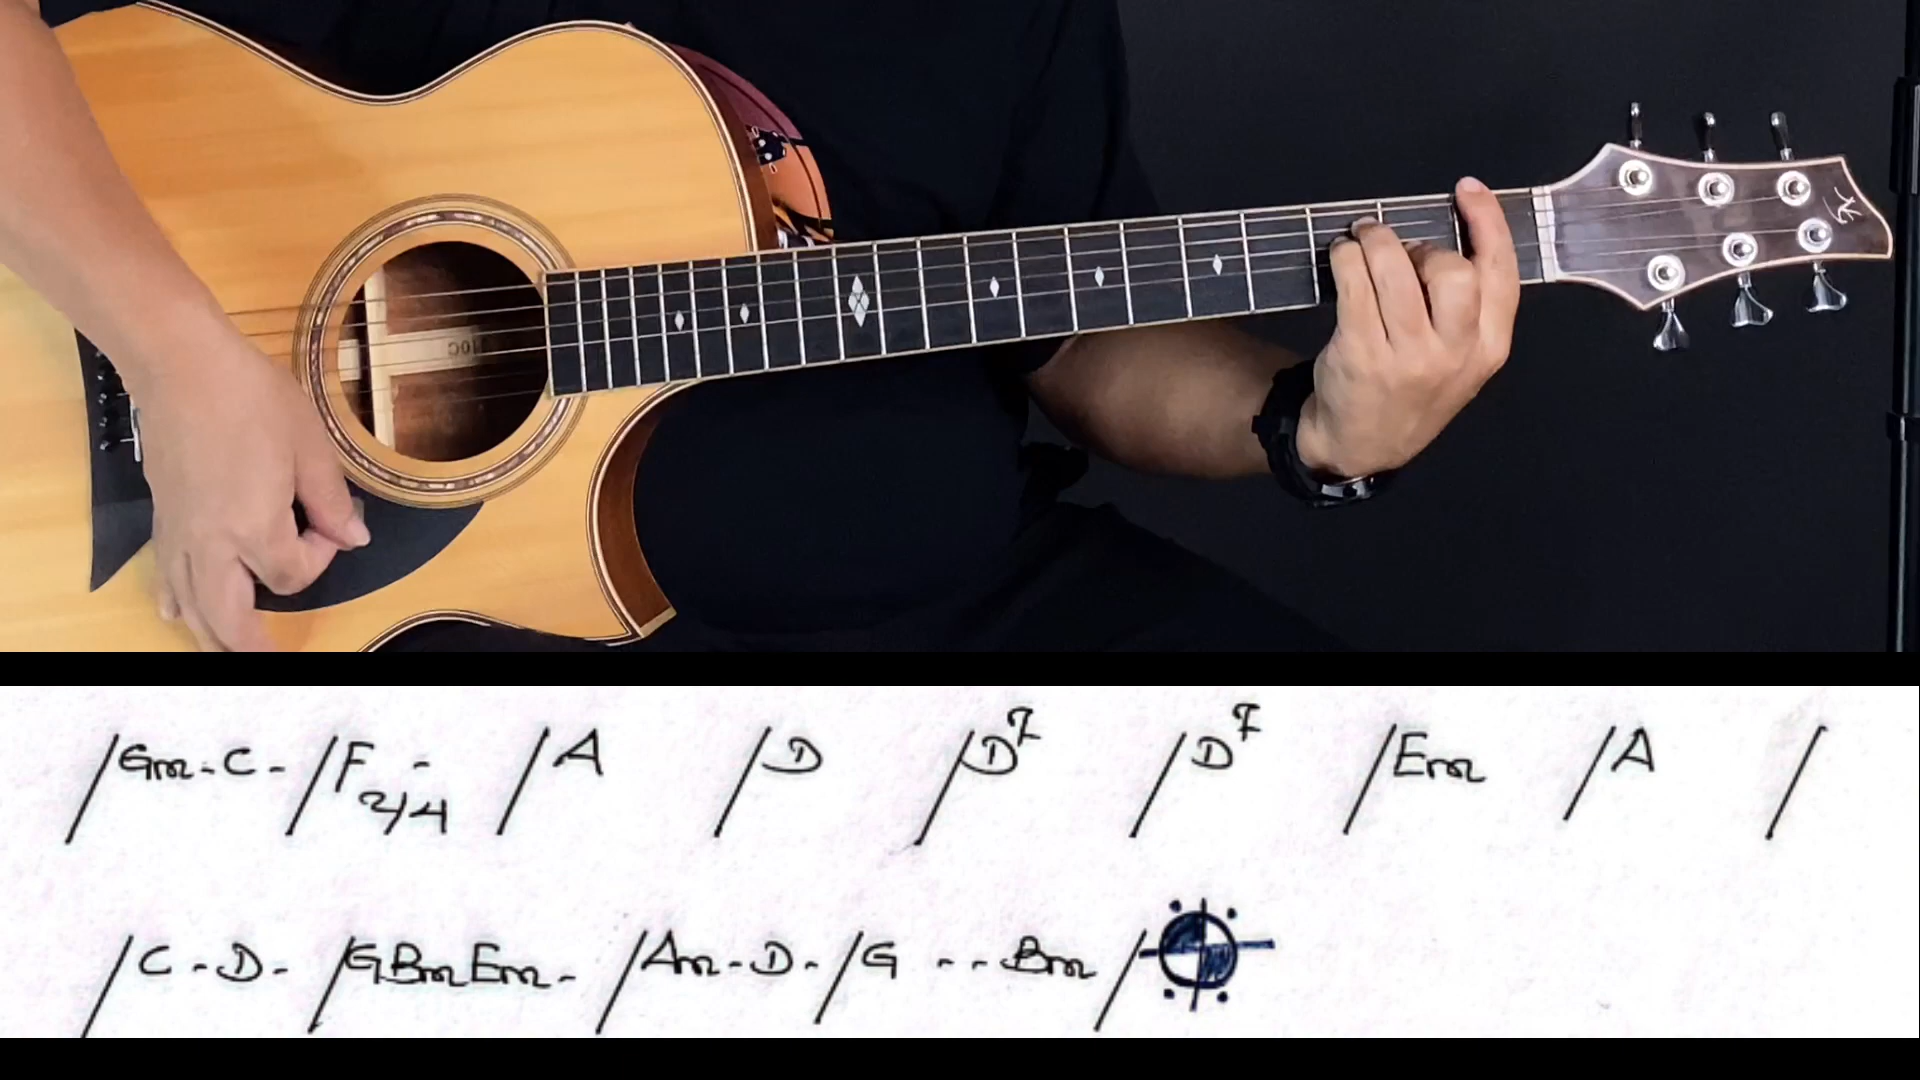 /Gm - C - /F - 2/4 /A /D /D7 /D7 /Em /A /
/C - D - /G Bm Em - /Am - D - /G - - Bm /